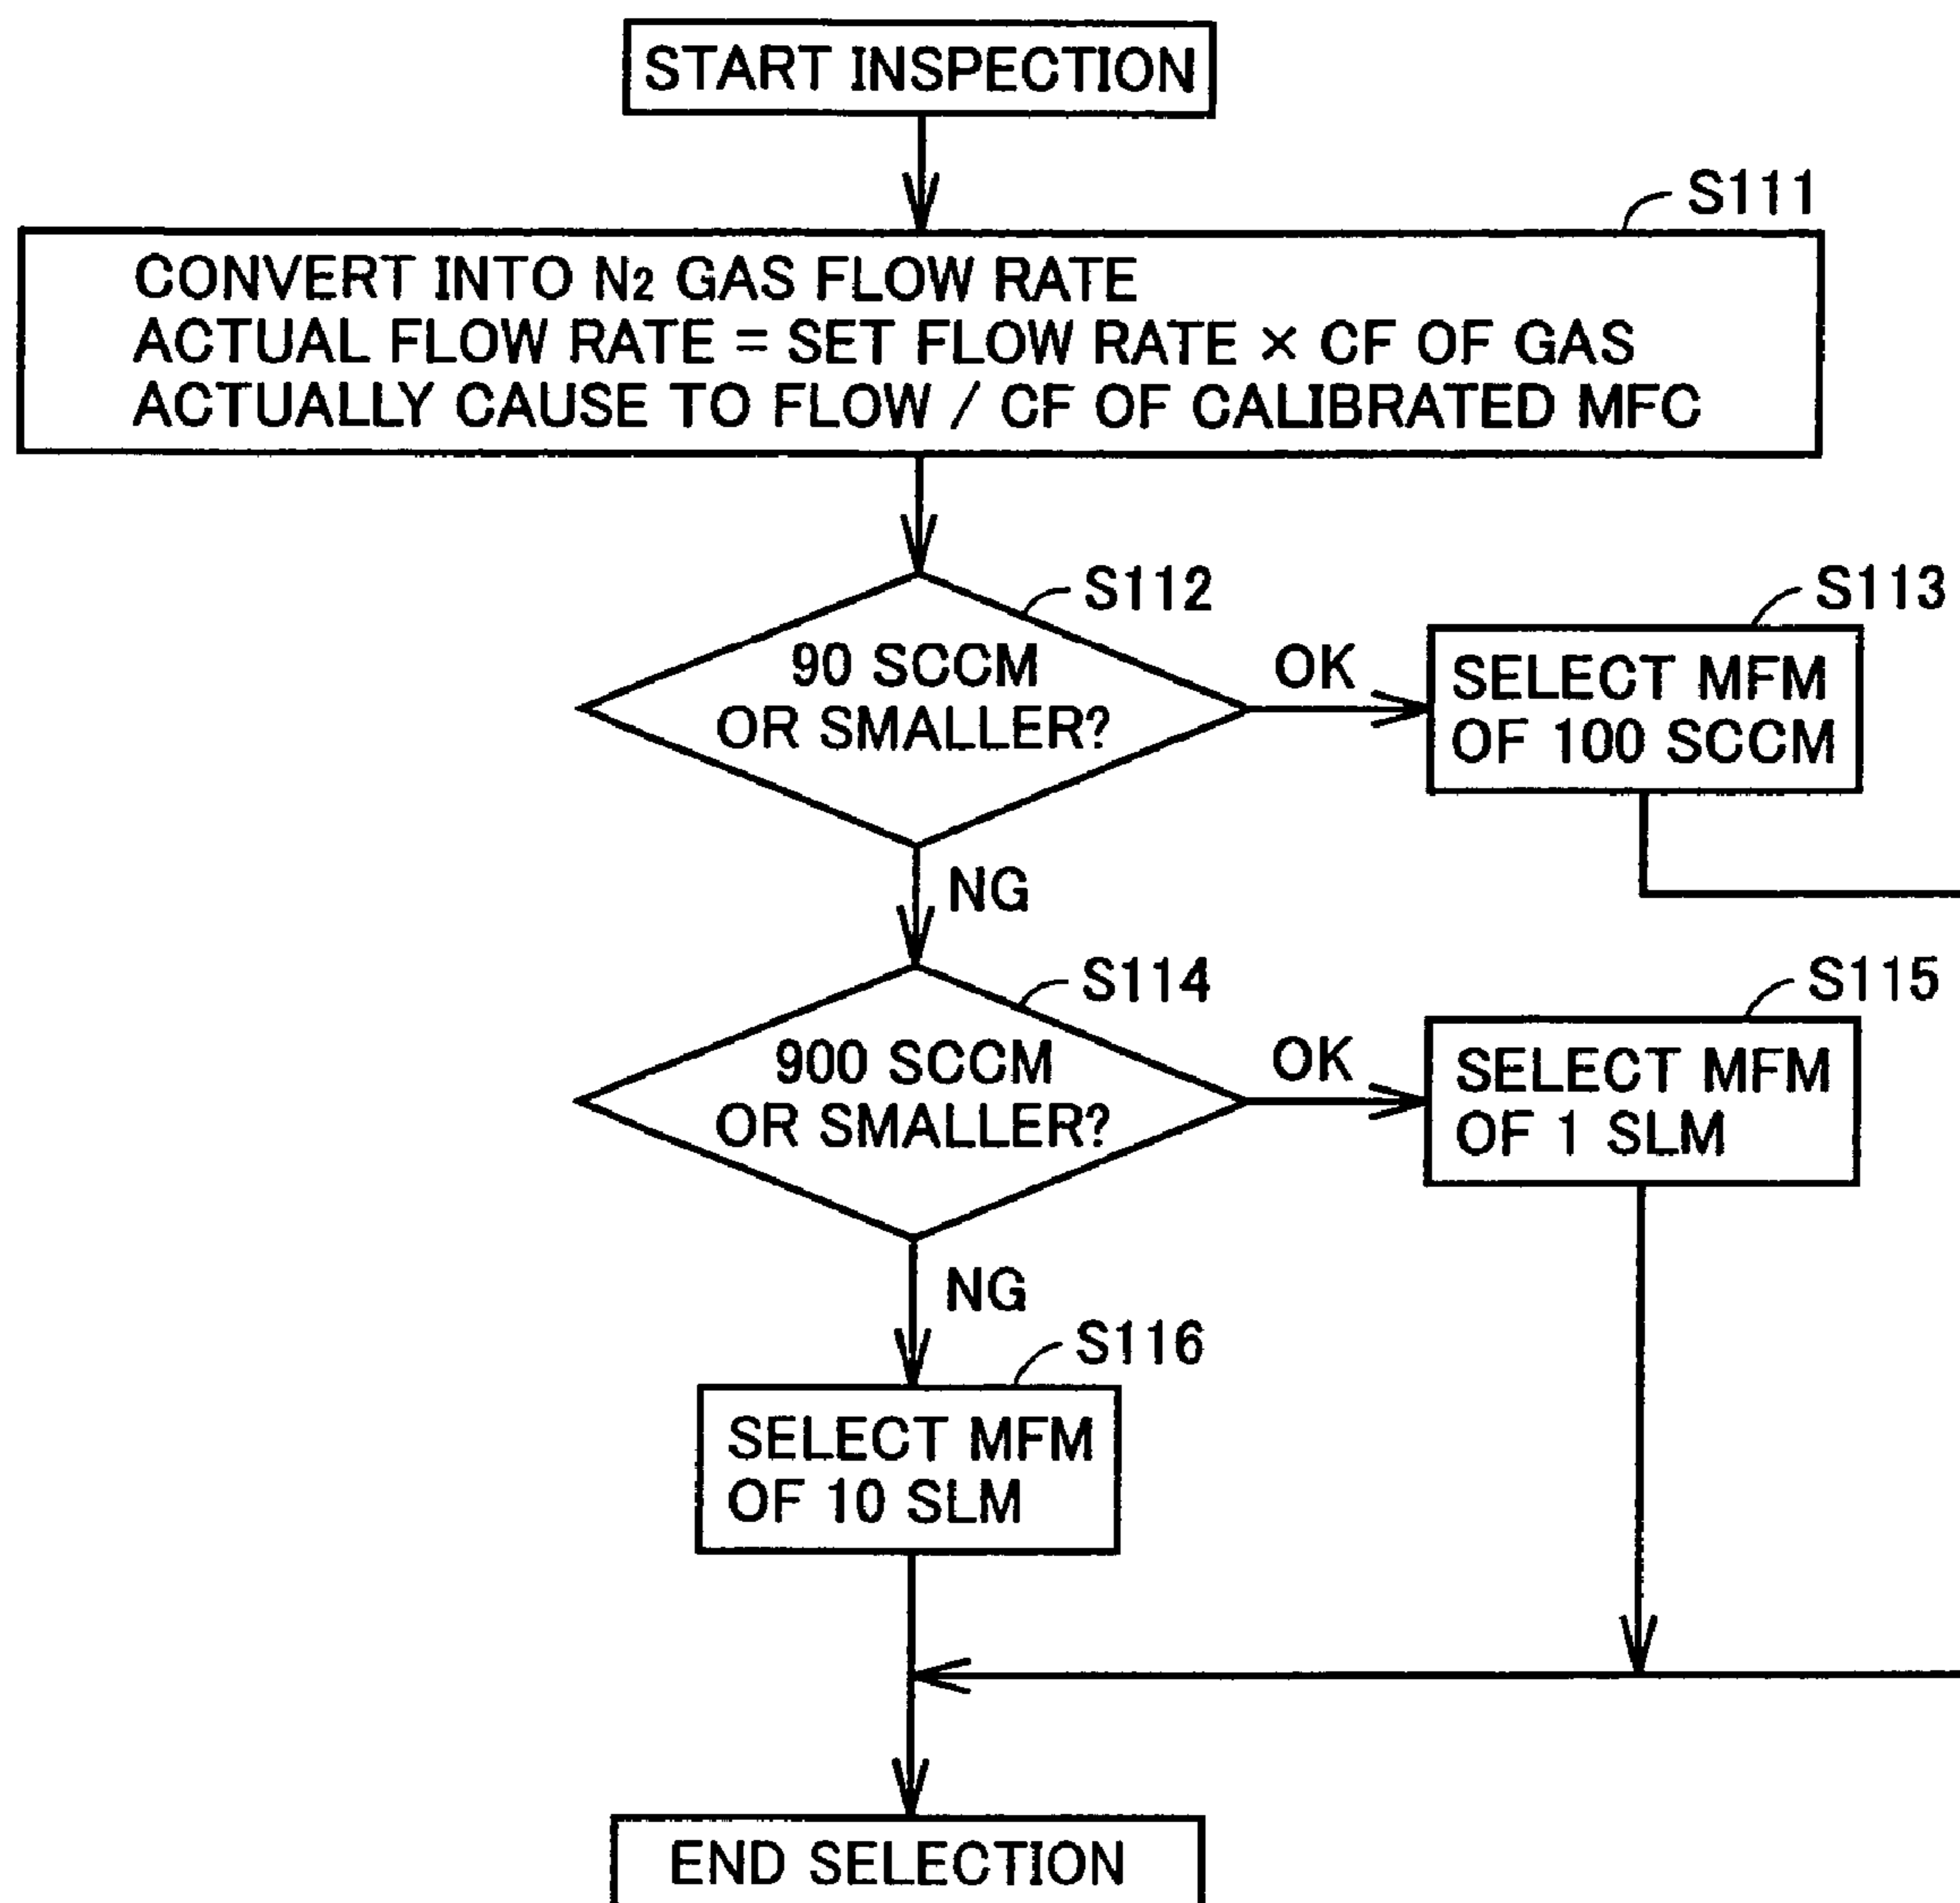 START INSPECTION
S111
CONVERT INTO N2 GAS FLOW RATE
ACTUAL FLOW RATE = SET FLOW RATE × CF OF GAS
ACTUALLY CAUSE TO FLOW / CF OF CALIBRATED MFC
S112
90 SCCM
OR SMALLER?
OK
S113
SELECT MFM
OF 100 SCCM
NG
S114
900 SCCM
OR SMALLER?
OK
S115
SELECT MFM
OF 1 SLM
NG
S116
SELECT MFM
OF 10 SLM
END SELECTION